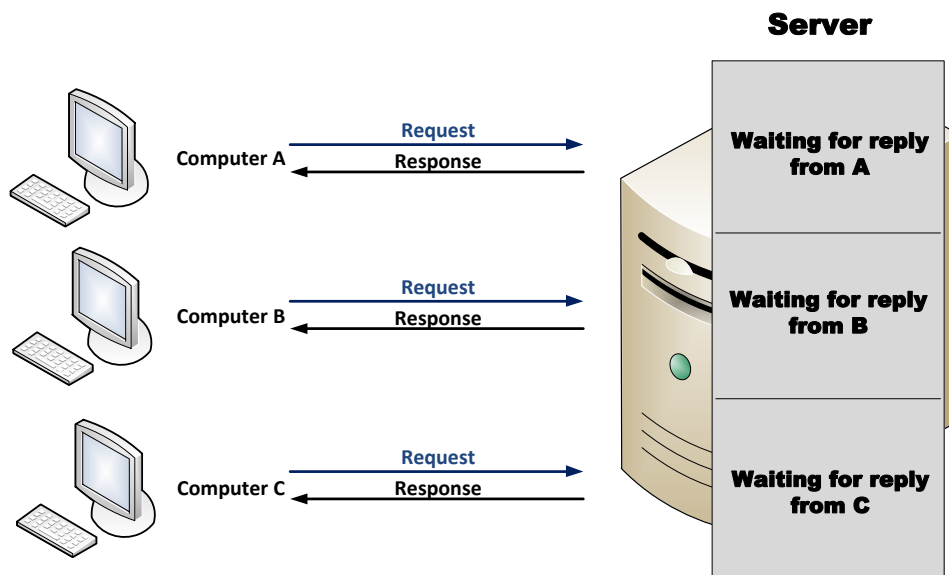 Server
Request
Computer A
Response
Waiting for reply
from A
Request
Computer B
Response
Waiting for reply
from B
Request
Computer C
Response
Waiting for reply
from C